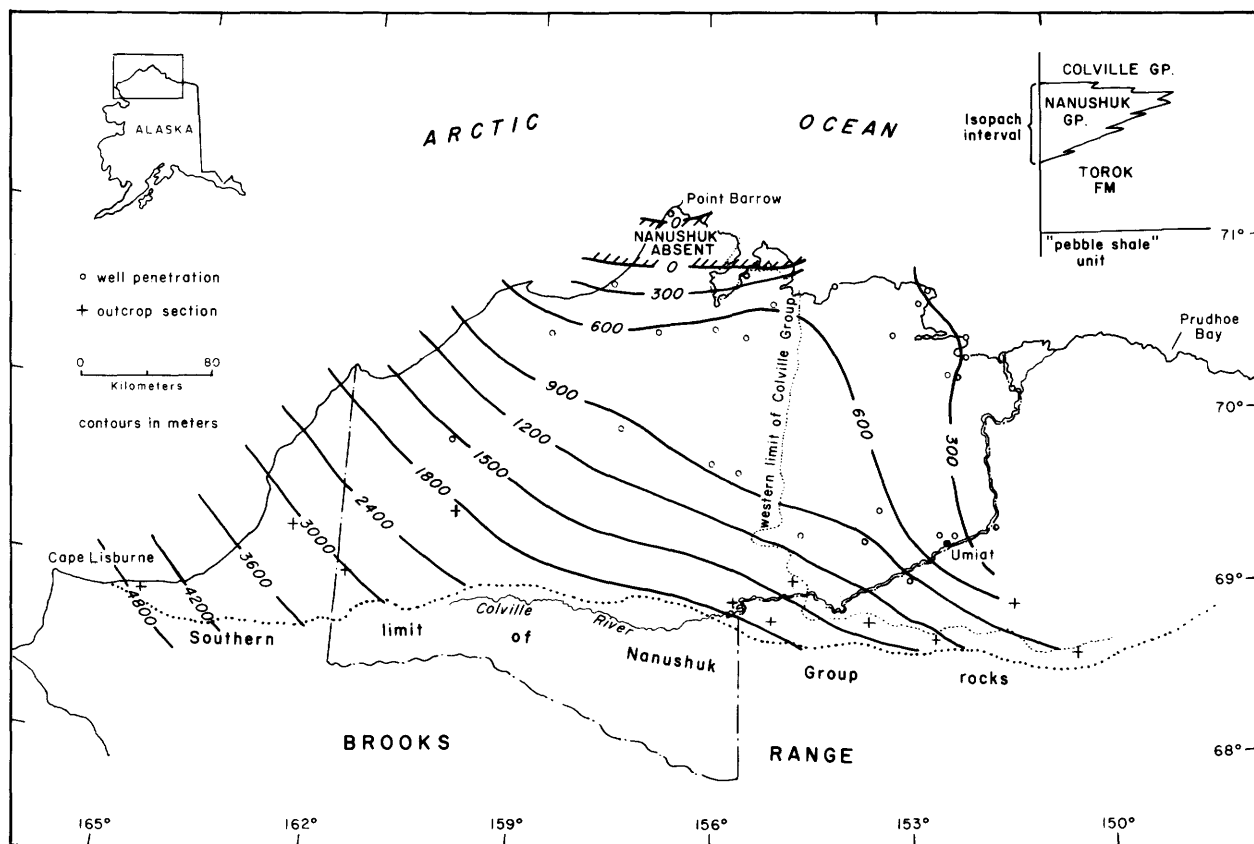 ARCTIC OCEAN
ALASKA
COLVILLE GP.
NANUSHUK
GP.
Isopach
interval
TOROK
FM
"pebble shale"
unit
Point Barrow
0
NANUSHUK
ABSENT
0
71°
o well penetration
+ outcrop section
0 80
Kilometers
contours in meters
300
600
900
1200
1500
1800
2400
3000
3600
4200
4800
600
300
western limit of Colville Group
Prudhoe
Bay
70°
Umiat
69°
Cape Lisburne
Colville
River
Southern limit of Nanushuk Group rocks
BROOKS RANGE
68°
165° 162° 159° 156° 153° 150°